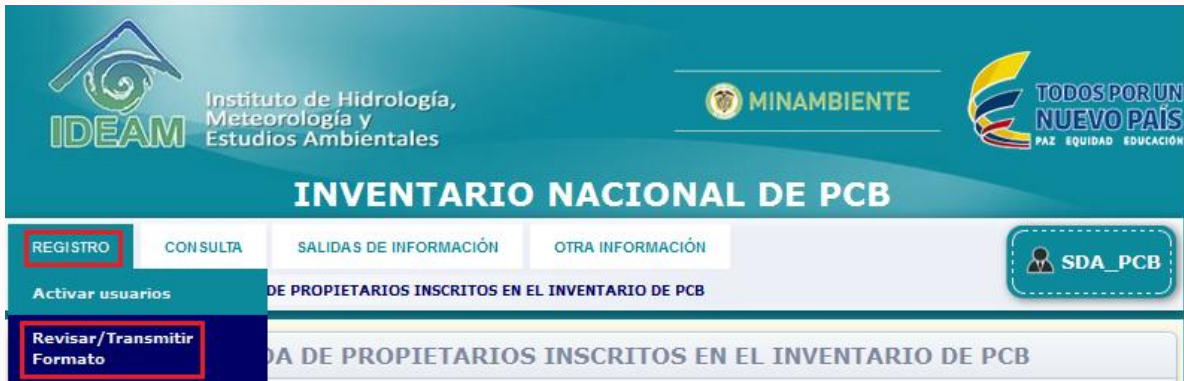 IDEAM
Instituto de Hidrología,
Meteorología y
Estudios Ambientales
MINAMBIENTE
TODOS POR UN
NUEVO PAÍS
PAZ EQUIDAD EDUCACIÓN
INVENTARIO NACIONAL DE PCB
REGISTRO CONSULTA SALIDAS DE INFORMACIÓN OTRA INFORMACIÓN
SDA_PCB
Activar usuarios
DE PROPIETARIOS INSCRITOS EN EL INVENTARIO DE PCB
Revisar/Transmitir
Formato
DA DE PROPIETARIOS INSCRITOS EN EL INVENTARIO DE PCB